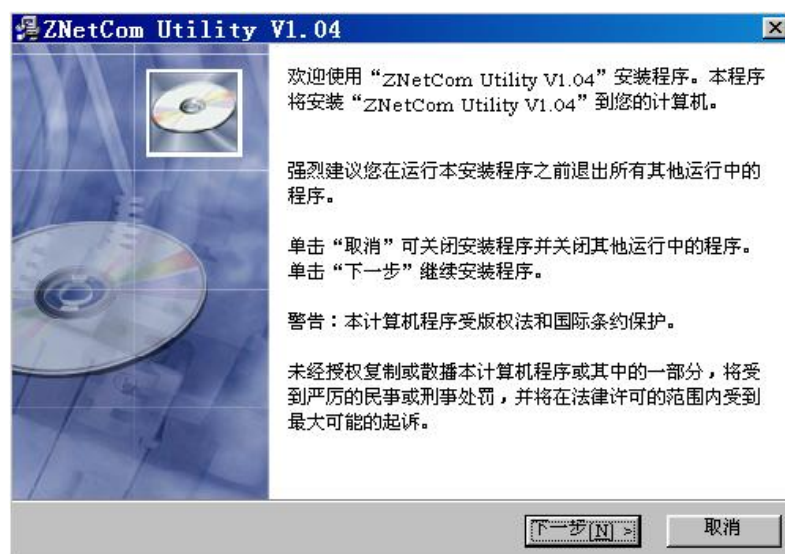 ZNetCom Utility V1.04
欢迎使用“ZNetCom Utility V1.04”安装程序。本程序
将安装“ZNetCom Utility V1.04”到您的计算机。
强烈建议您在运行本安装程序之前退出所有其他运行中的
程序。
单击“取消”可关闭安装程序并关闭其他运行中的程序。
单击“下一步”继续安装程序。
警告：本计算机程序受版权法和国际条约保护。
未经授权复制或散播本计算机程序或其中的一部分，将受
到严厉的民事或刑事处罚，并将在法律许可的范围内受到
最大可能的起诉。
下一步[N] >
取消